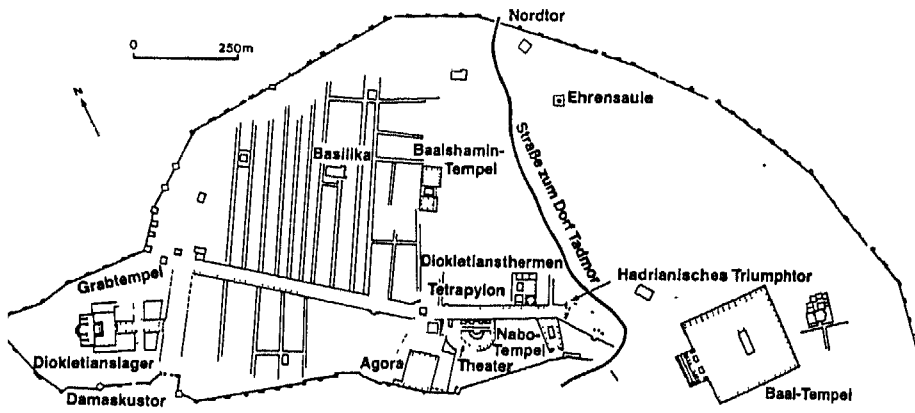 Nordtor
0
250m
N
Ehrensaule
Basilika
Baalshamin-
Tempel
Straße zum Dorf Tadmor
Grabtempel
Diokletiansthermen
Hadrianisches Triumphtor
Tetrapylon
Nabo-
Tempel
Diokletianslager
Agora
Theater
Damaskustor
Baal-Tempel